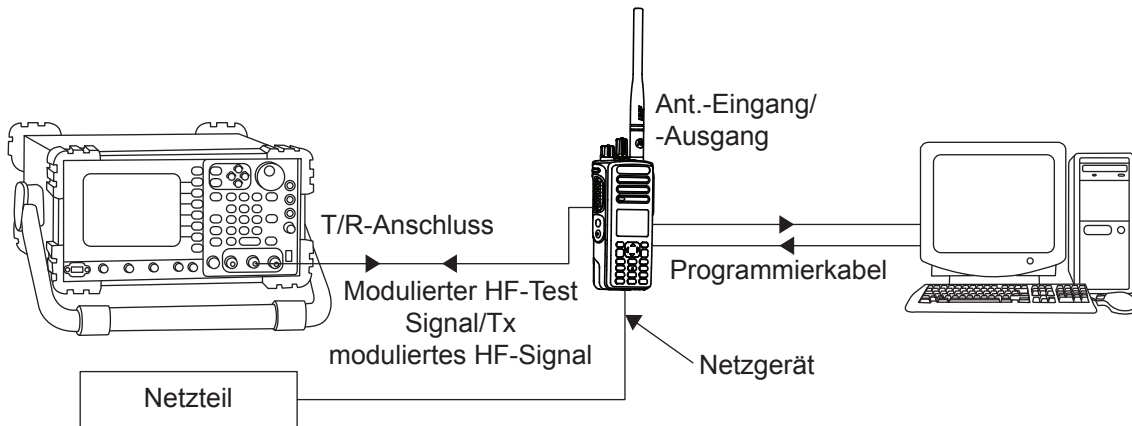 Ant.-Eingang/
-Ausgang
T/R-Anschluss
Programmierkabel
Modulierter HF-Test
Signal/Tx
moduliertes HF-Signal
Netzgerät
Netzteil